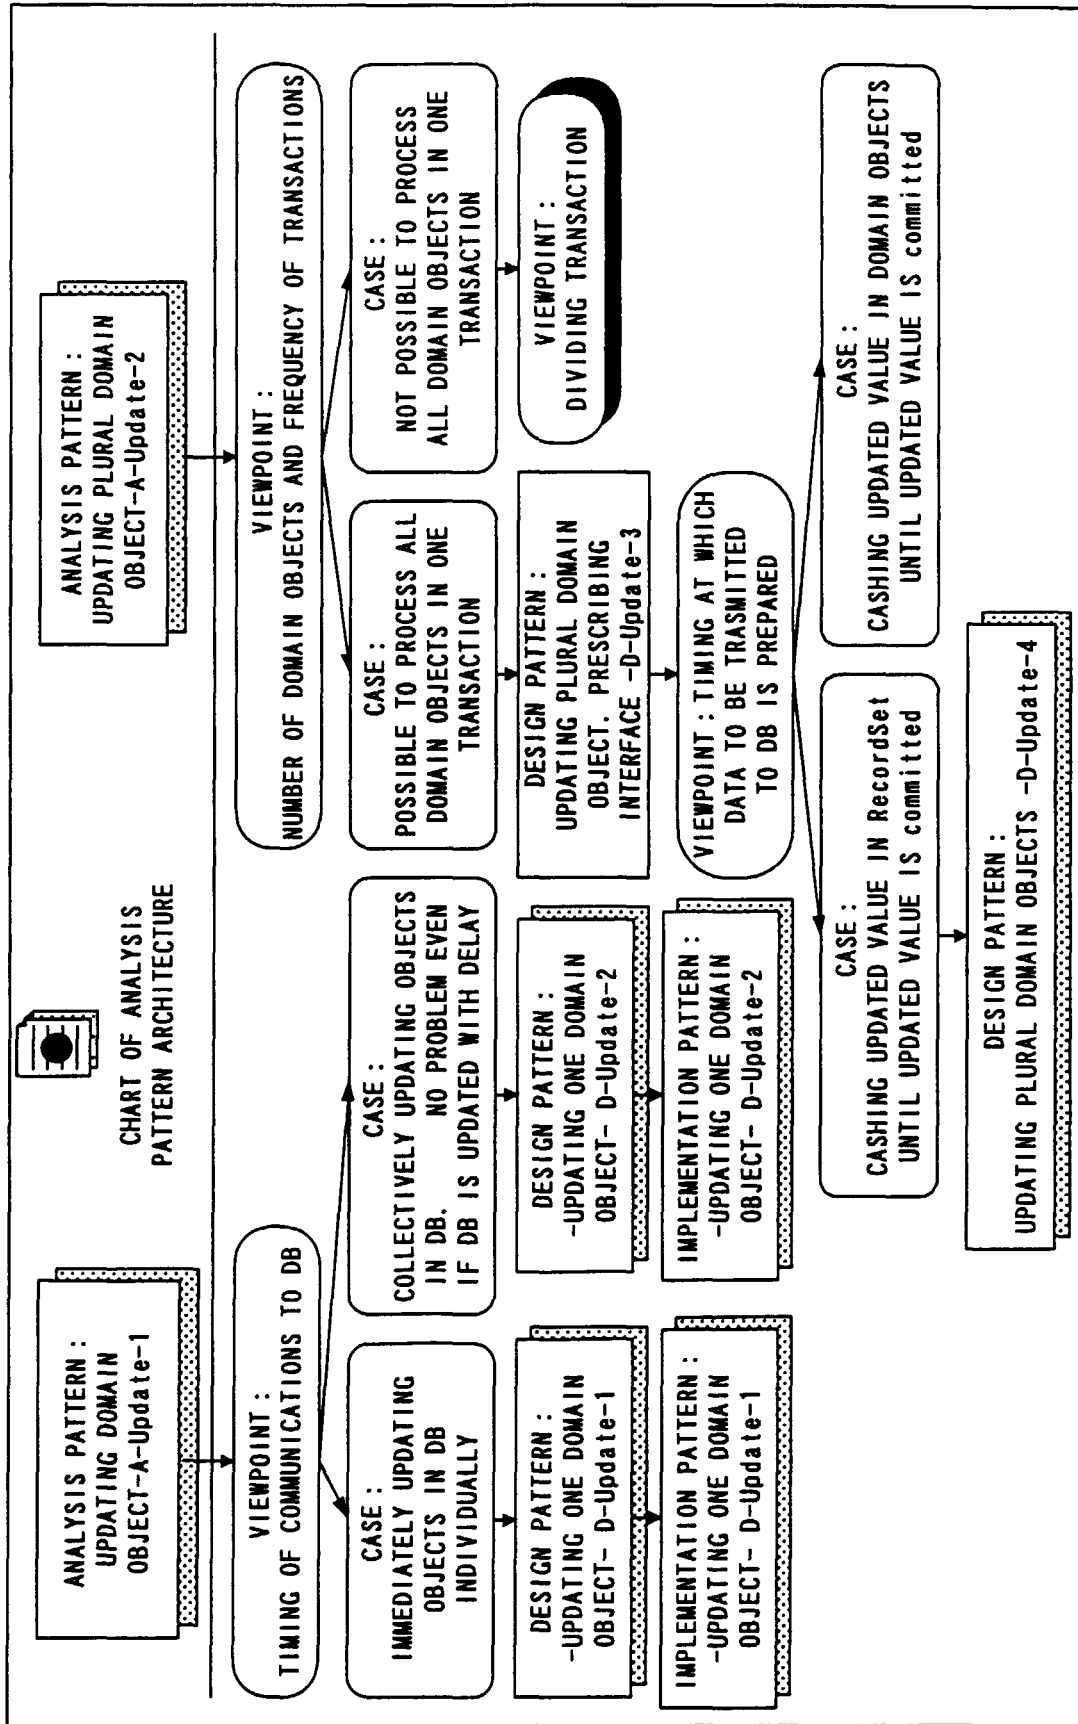 CHART OF ANALYSIS
PATTERN ARCHITECTURE
ANALYSIS PATTERN:
UPDATING DOMAIN
OBJECT-A-Update-1
VIEWPOINT:
TIMING OF COMMUNICATIONS TO DB
CASE:
IMMEDIATELY UPDATING
OBJECTS IN DB
INDIVIDUALLY
DESIGN PATTERN:
-UPDATING ONE DOMAIN
OBJECT- D-Update-1
IMPLEMENTATION PATTERN:
-UPDATING ONE DOMAIN
OBJECT- D-Update-1
CASE:
COLLECTIVELY UPDATING OBJECTS
IN DB. NO PROBLEM EVEN
IF DB IS UPDATED WITH DELAY
DESIGN PATTERN:
-UPDATING ONE DOMAIN
OBJECT- D-Update-2
IMPLEMENTATION PATTERN:
-UPDATING ONE DOMAIN
OBJECT- D-Update-2
ANALYSIS PATTERN:
UPDATING PLURAL DOMAIN
OBJECT-A-Update-2
VIEWPOINT:
NUMBER OF DOMAIN OBJECTS AND FREQUENCY OF TRANSACTIONS
CASE:
POSSIBLE TO PROCESS ALL
DOMAIN OBJECTS IN ONE
TRANSACTION
DESIGN PATTERN:
UPDATING PLURAL DOMAIN
OBJECT. PRESCRIBING
INTERFACE -D-Update-3
VIEWPOINT: TIMING AT WHICH
DATA TO BE TRASMITTED
TO DB IS PREPARED
CASE:
CASHING UPDATED VALUE IN RecordSet
UNTIL UPDATED VALUE IS committed
DESIGN PATTERN:
UPDATING PLURAL DOMAIN OBJECTS -D-Update-4
CASE:
CASHING UPDATED VALUE IN DOMAIN OBJECTS
UNTIL UPDATED VALUE IS committed
CASE:
NOT POSSIBLE TO PROCESS
ALL DOMAIN OBJECTS IN ONE
TRANSACTION
VIEWPOINT:
DIVIDING TRANSACTION